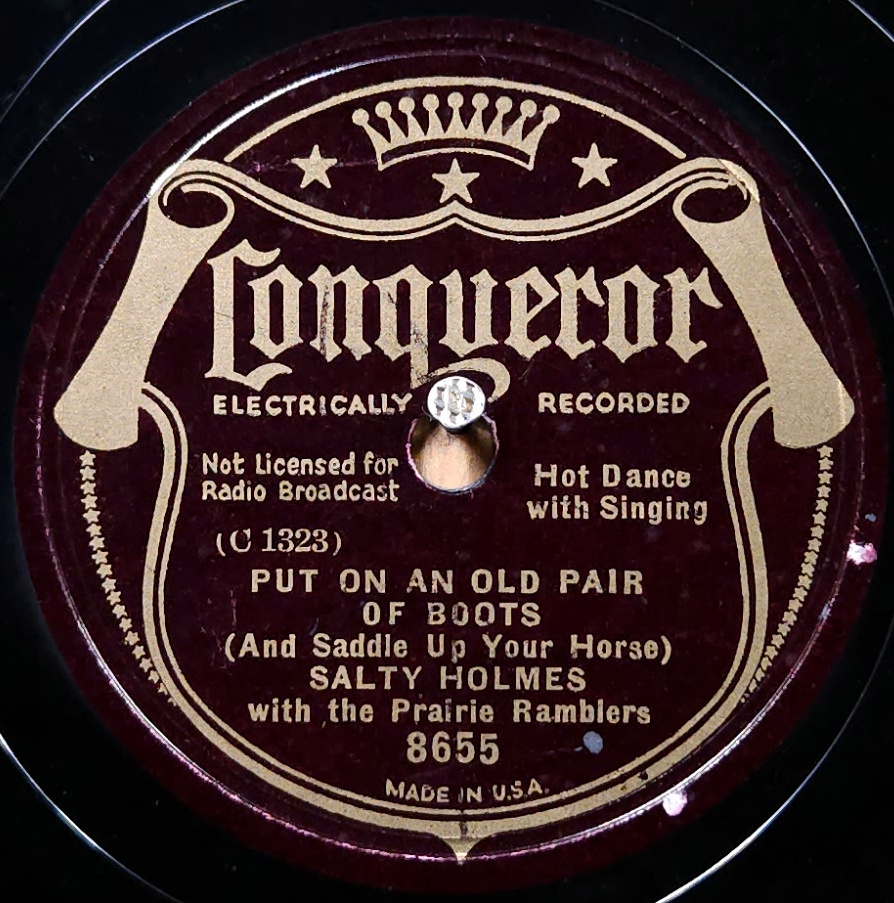 Conqueror
ELECTRICALLY RECORDED
Not Licensed for
Radio Broadcast
Hot Dance
with Singing
(C 1323)
PUT ON AN OLD PAIR
OF BOOTS
(And Saddle Up Your Horse)
SALTY HOLMES
with the Prairie Ramblers
8655
MADE IN U.S.A.